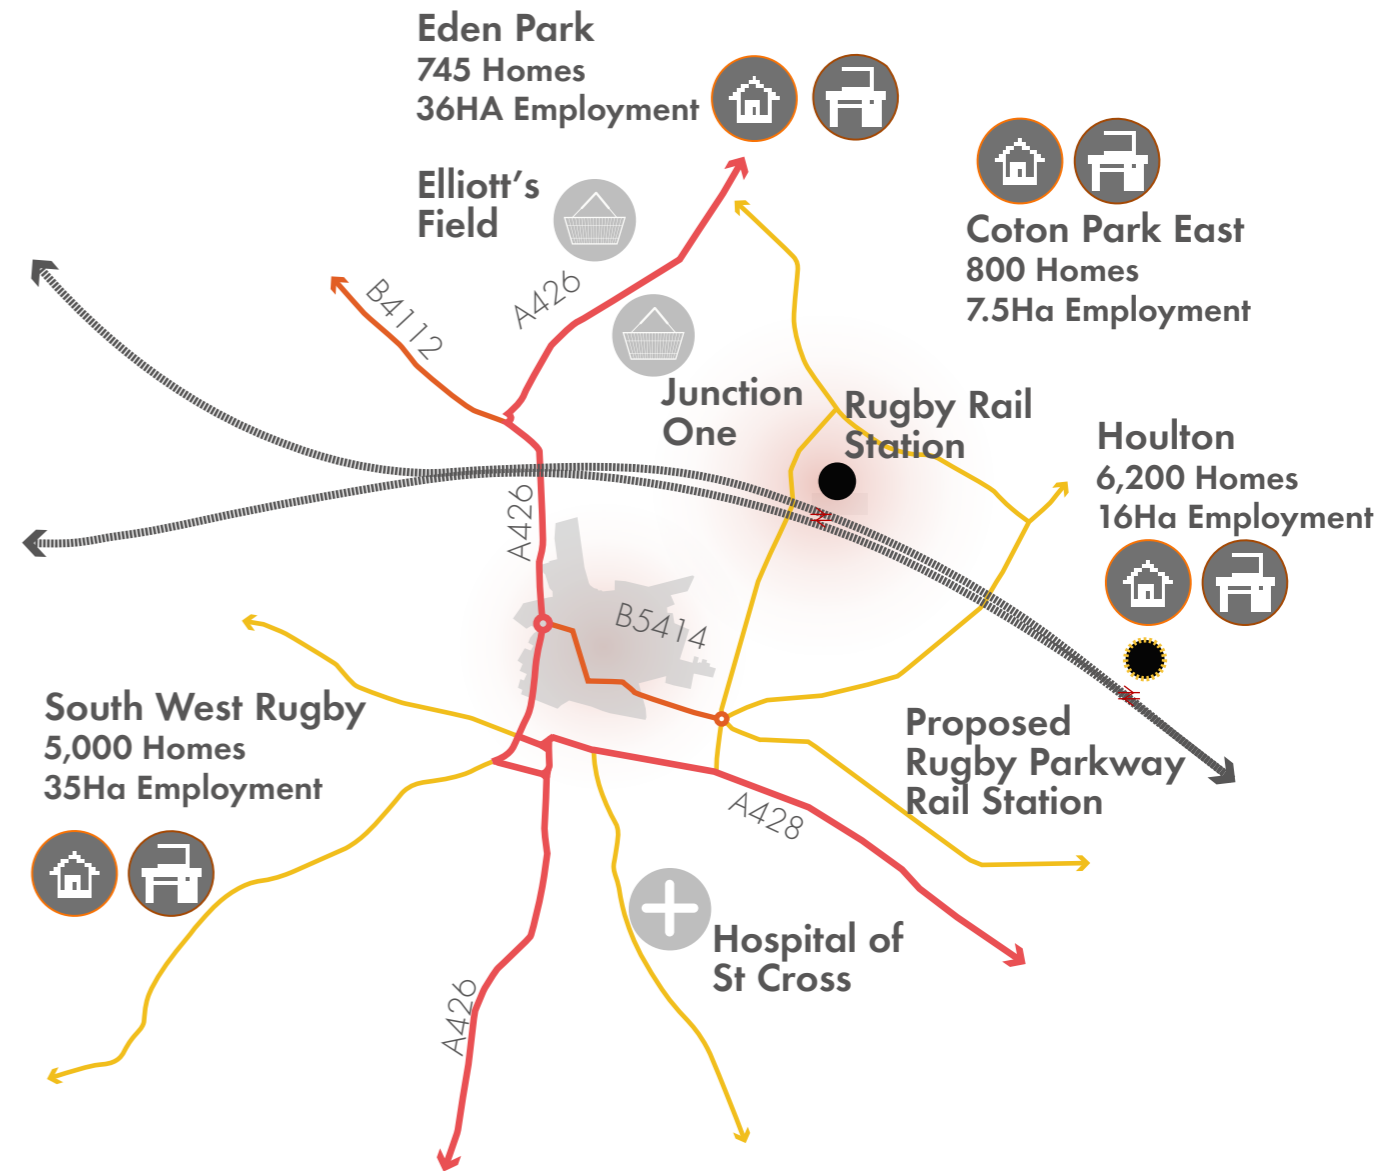 Eden Park
745 Homes
36HA Employment
Elliott's
Field
Coton Park East
800 Homes
7.5Ha Employment
B4112
A426
Junction
One
Rugby Rail
Station
Houlton
6,200 Homes
16Ha Employment
A426
B5414
South West Rugby
5,000 Homes
35Ha Employment
Proposed
Rugby Parkway
Rail Station
A428
Hospital of
St Cross
A426